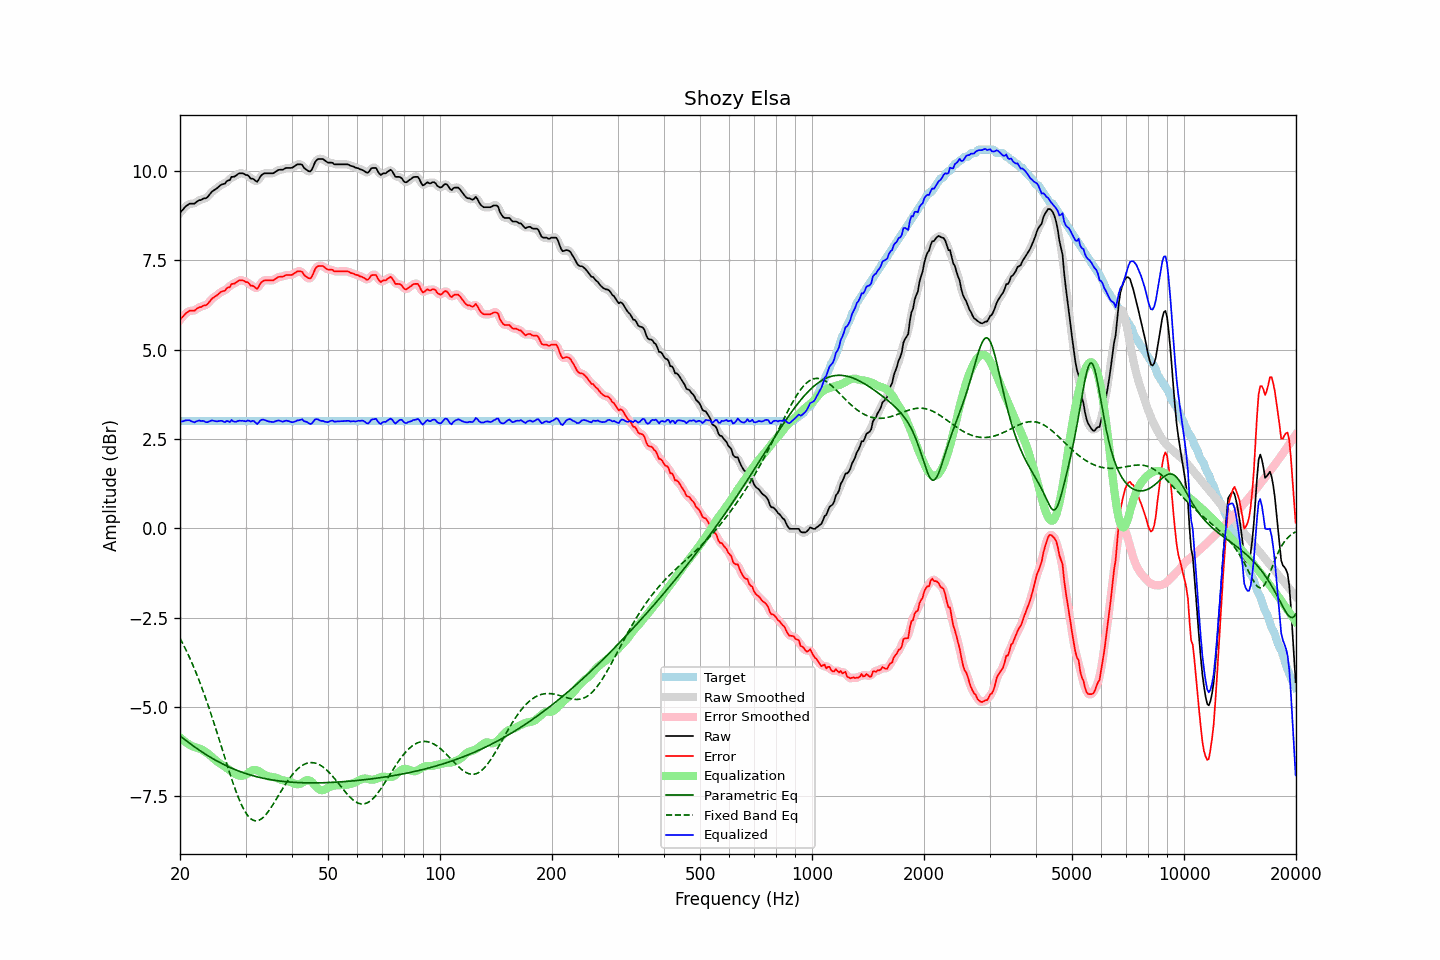 Shozy Elsa
Amplitude (dBr)
10.0
7.5
5.0
2.5
0.0
−2.5
−5.0
−7.5
Target
Raw Smoothed
Error Smoothed
Raw
Error
Equalization
Parametric Eq
Fixed Band Eq
Equalized
20 50 100 200 500 1000 2000 5000 10000 20000
Frequency (Hz)